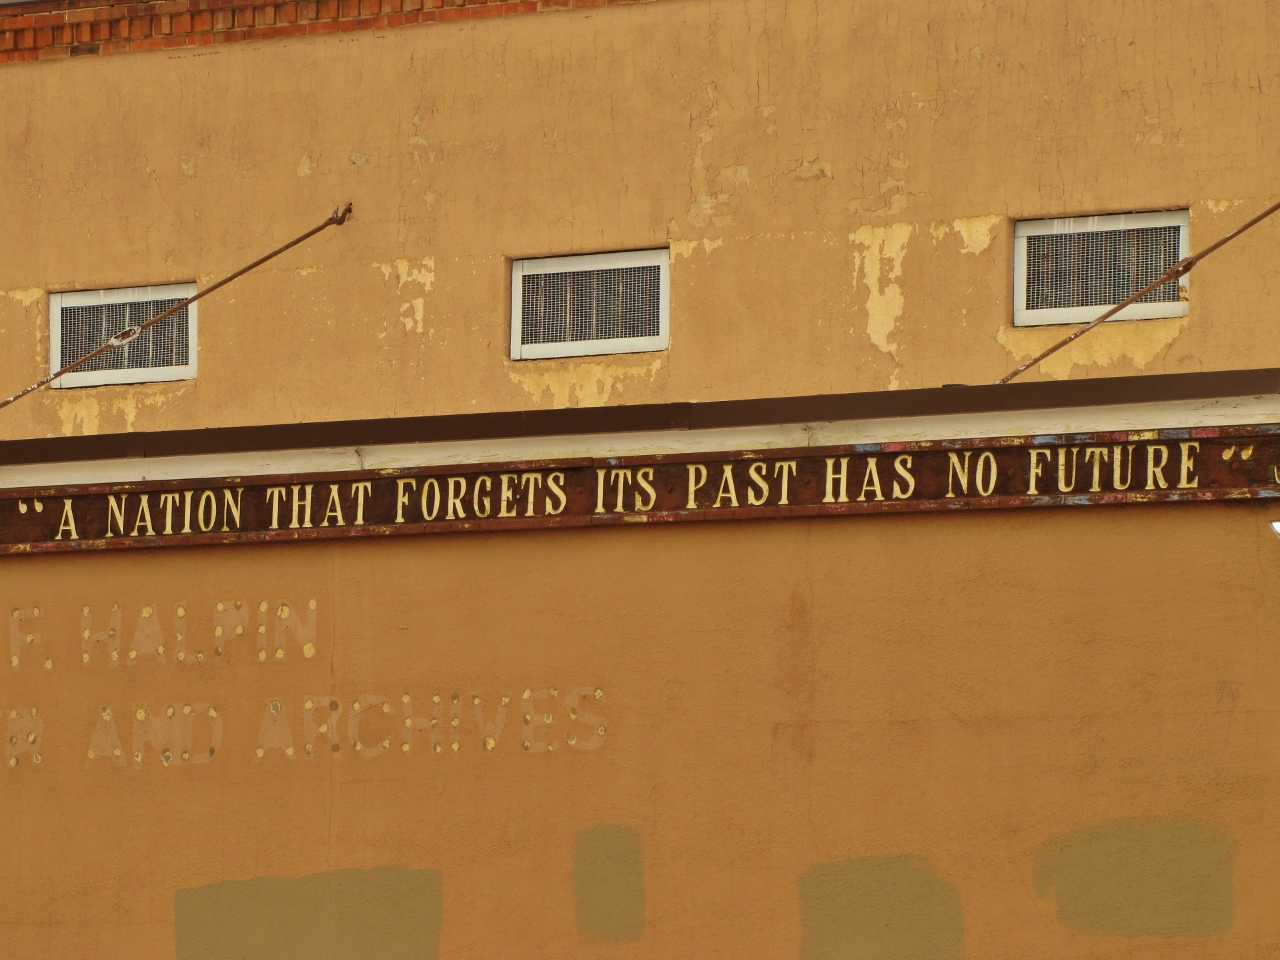 “A NATION THAT FORGETS ITS PAST HAS NO FUTURE“
F. HALPIN
R AND ARCHIVES